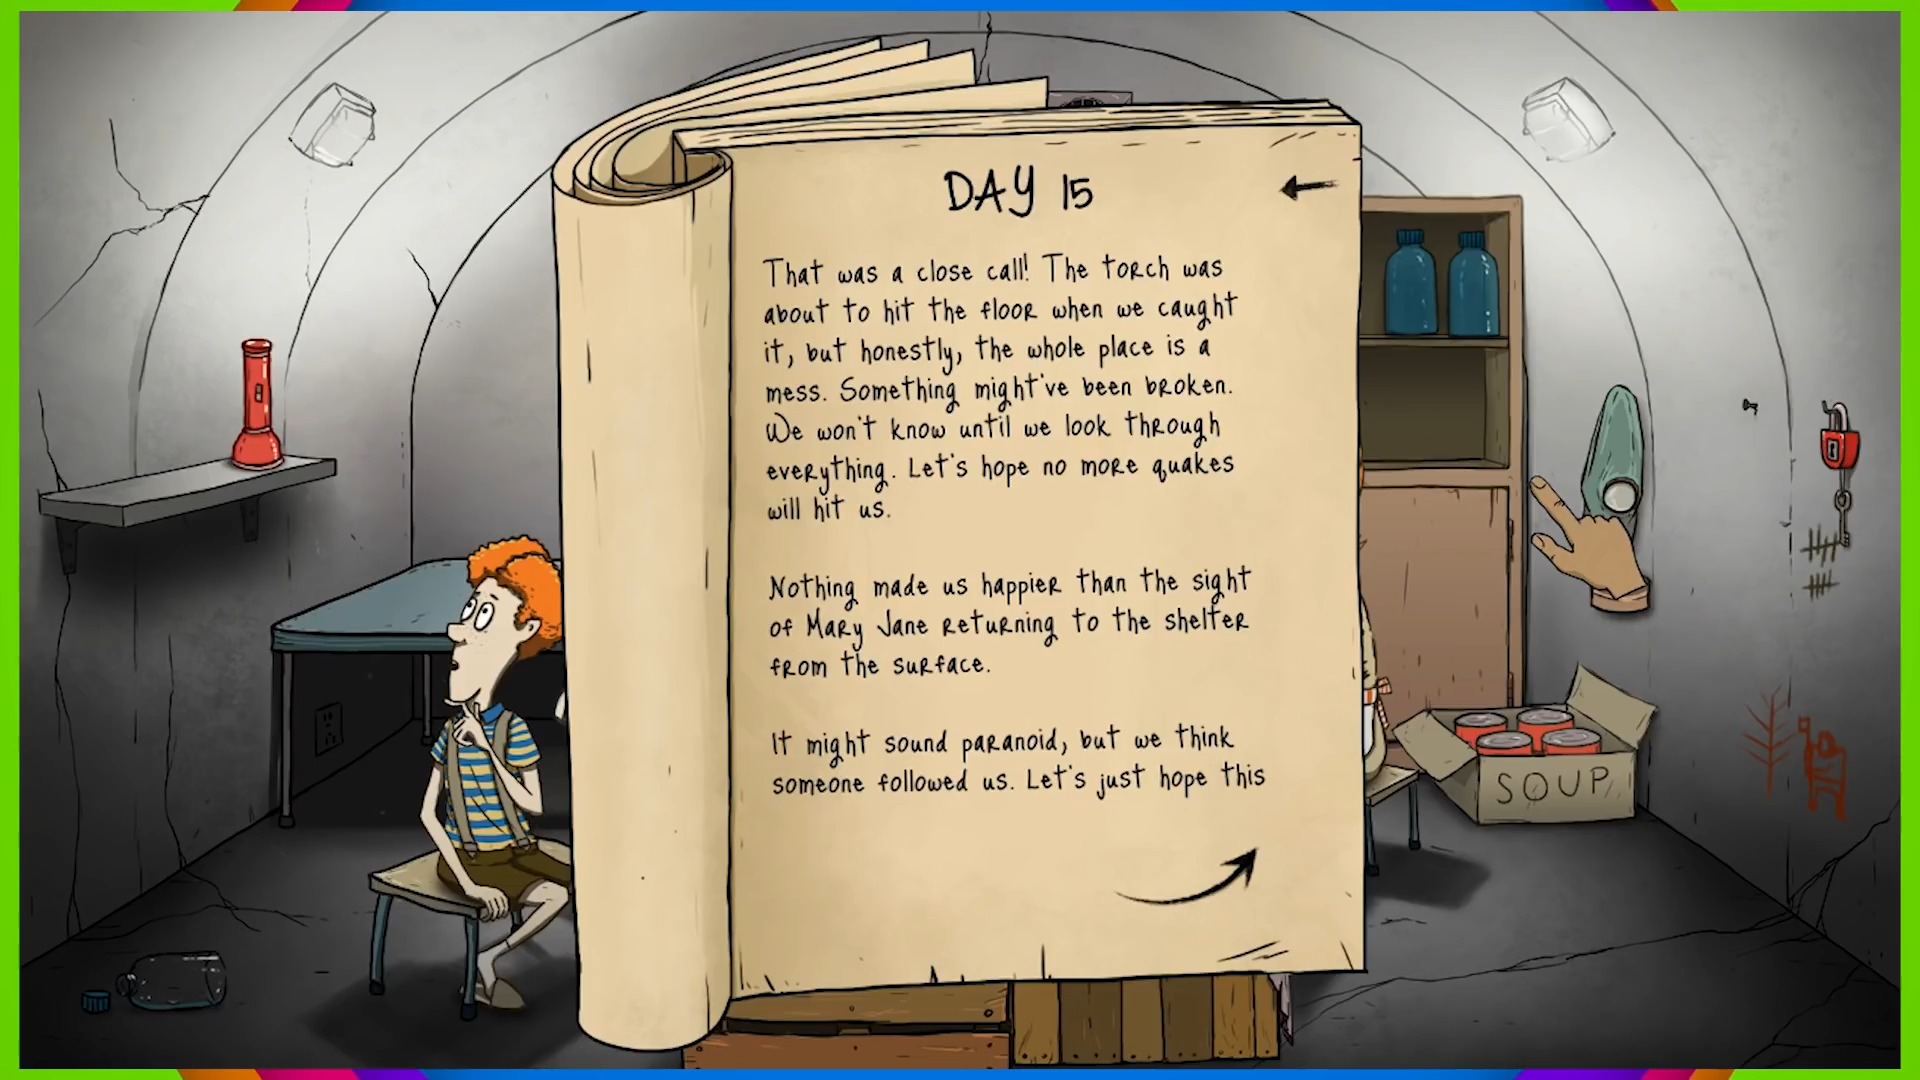 DAY 15
That was a close call! The torch was
about to hit the floor when we caught
it, but honestly, the whole place is a
mess. Something might've been broken.
We won't know until we look through
everything. Let's hope no more quakes
will hit us.
Nothing made us happier than the sight
of Mary Jane returning to the shelter
from the surface.
It might sound paranoid, but we think
someone followed us. Let's just hope this
SOUP